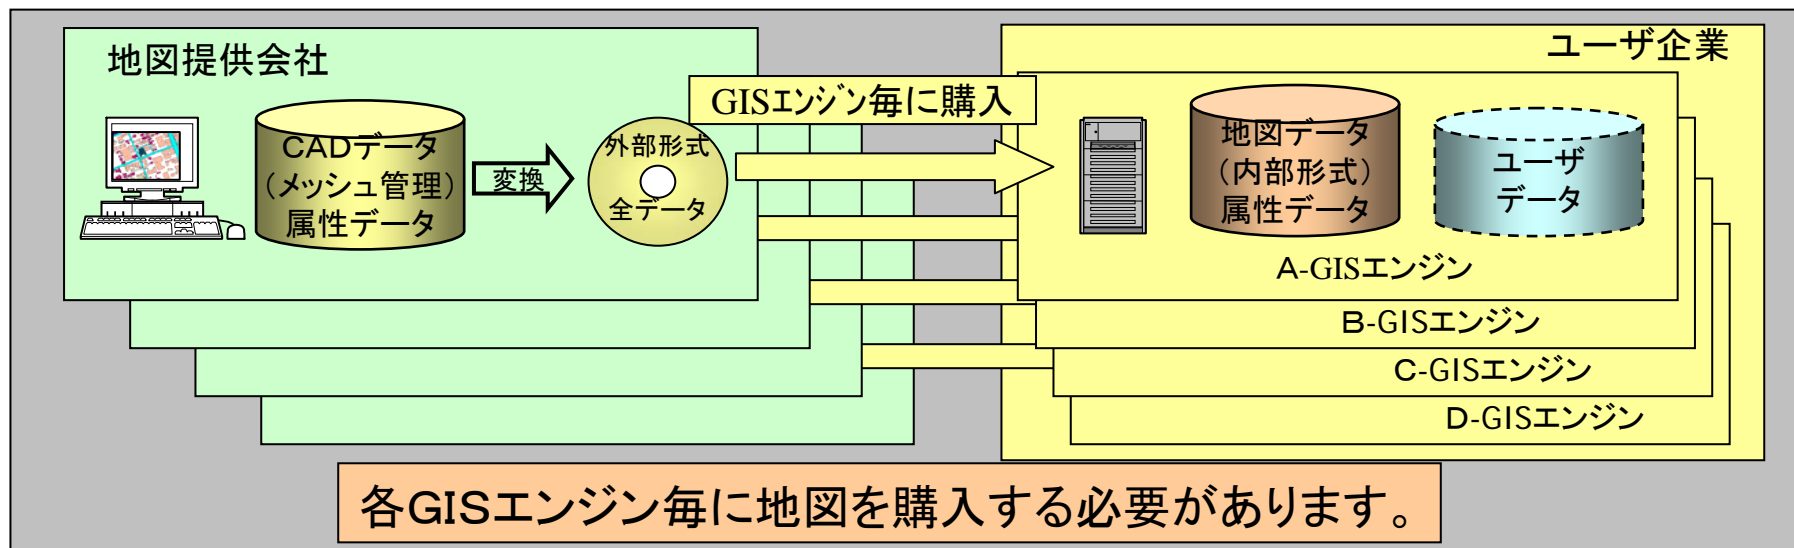 地図提供会社
CADデータ
(メッシュ管理)
属性データ
変換
外部形式
全データ
GISエンジン毎に購入
ユーザ企業
地図データ
(内部形式)
属性データ
ユーザ
データ
A-GISエンジン
B-GISエンジン
C-GISエンジン
D-GISエンジン
各GISエンジン毎に地図を購入する必要があります。